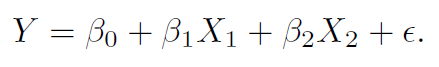 Y = β₀ + β₁X₁ + β₂X₂ + ϵ.